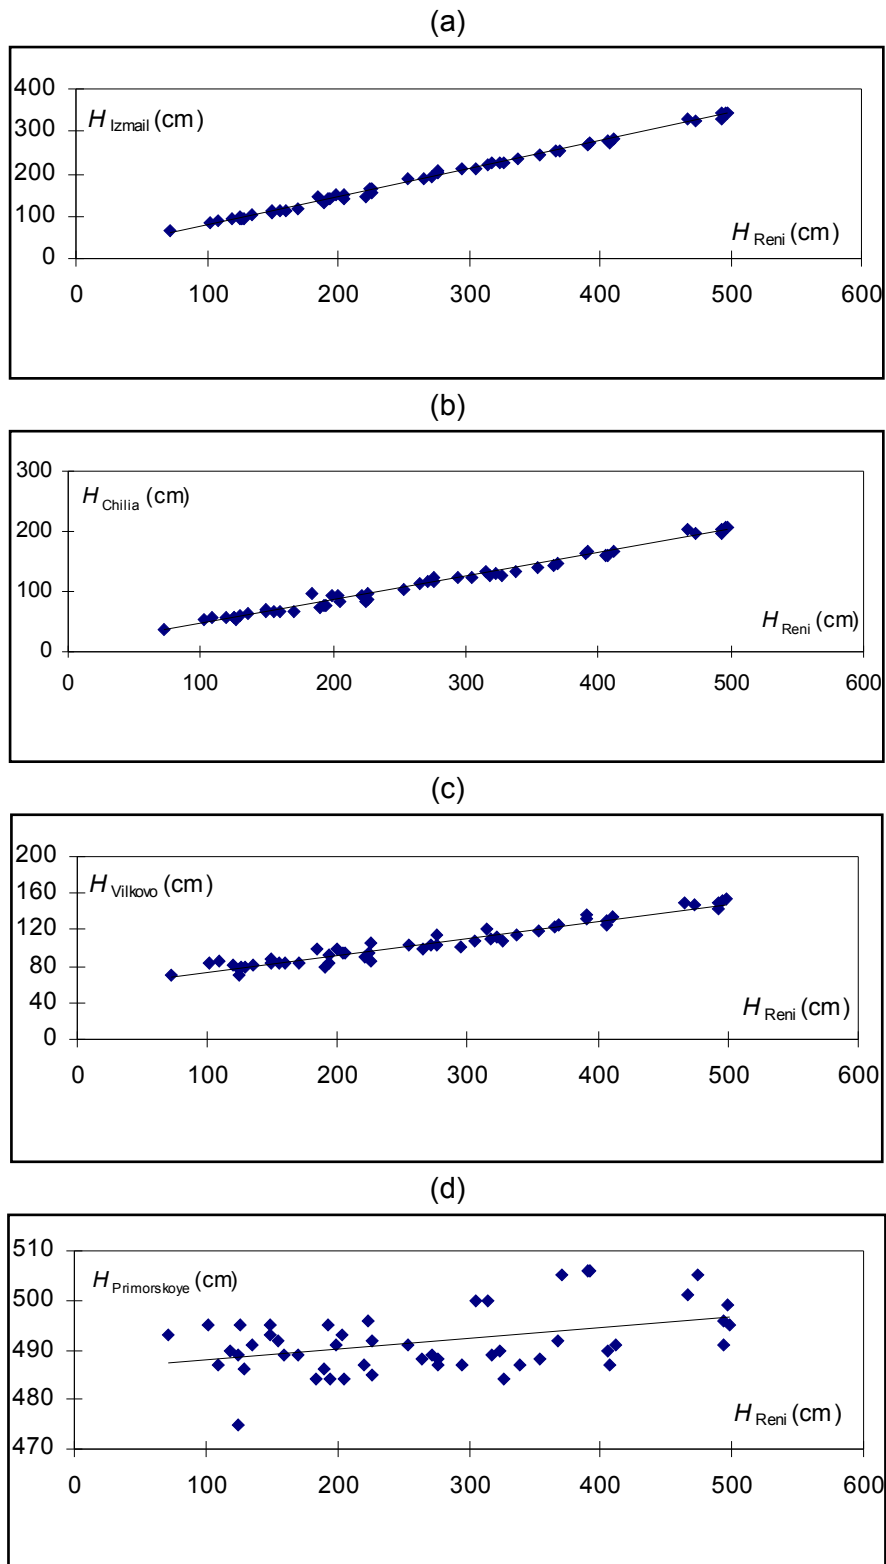 (a)
400
H Izmail (cm)
300
200
100
H Reni (cm)
0
0 100 200 300 400 500 600
(b)
300
H Chilia (cm)
200
100
H Reni (cm)
0
0 100 200 300 400 500 600
(c)
200
H Vilkovo (cm)
160
120
80
40
H Reni (cm)
0
0 100 200 300 400 500 600
(d)
510
H Primorskoye (cm)
500
490
480
H Reni (cm)
470
0 100 200 300 400 500 600